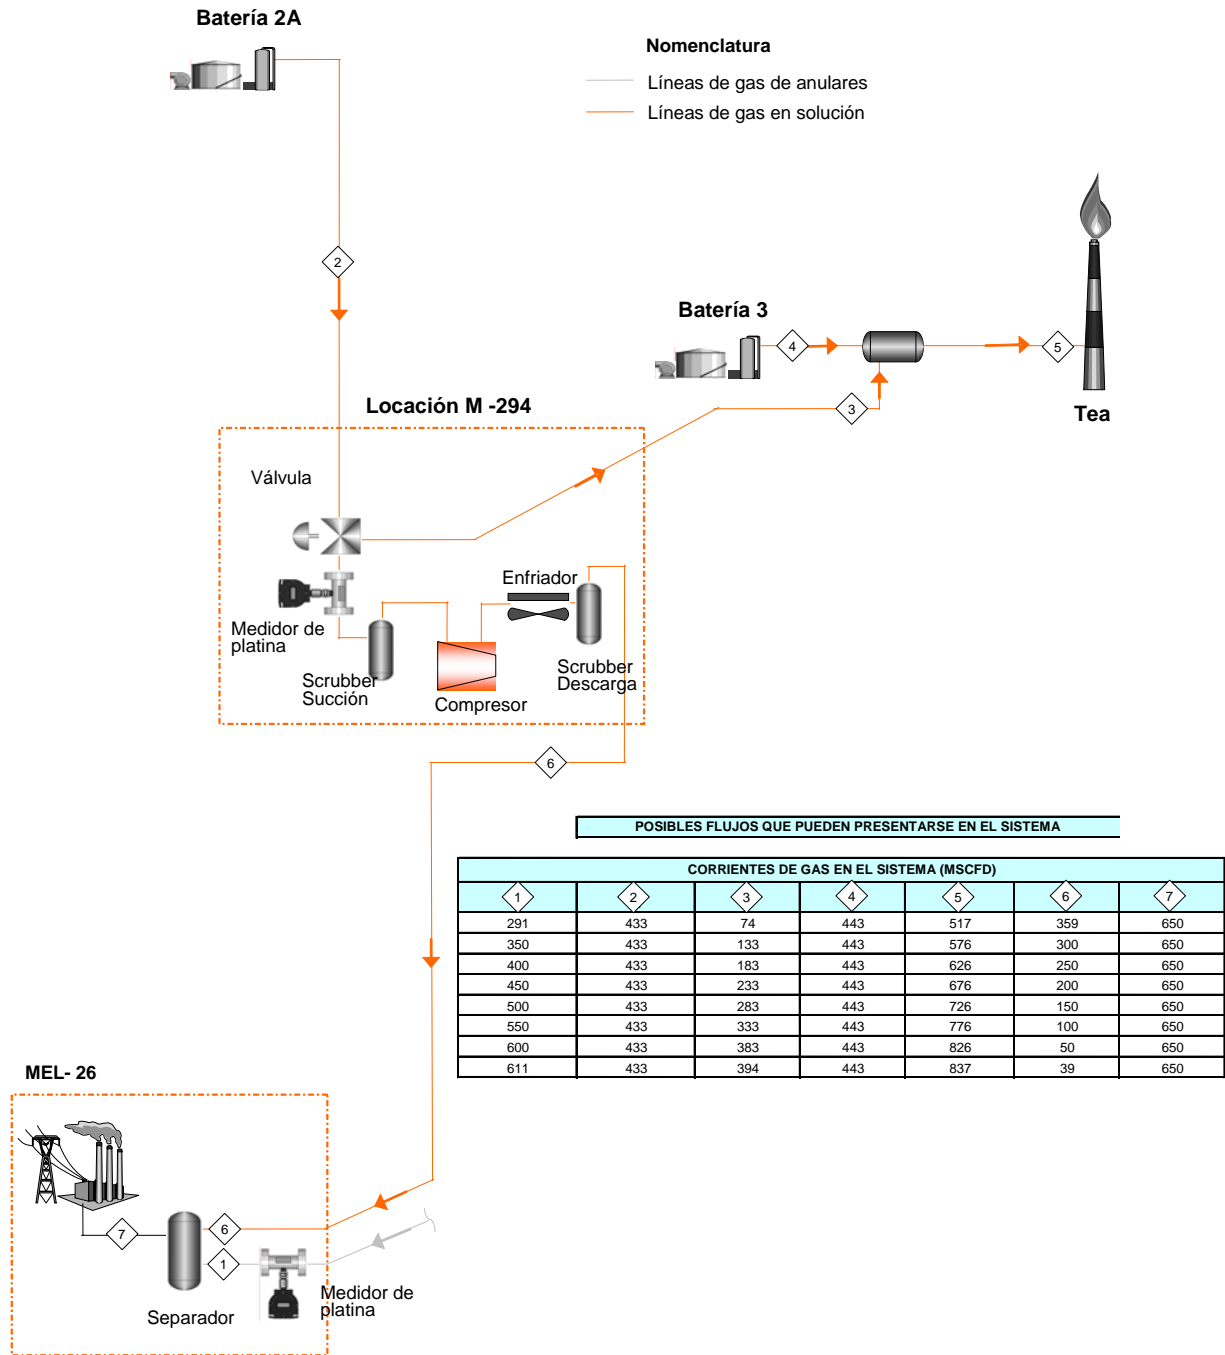 Batería 2A
Nomenclatura
Líneas de gas de anulares
Líneas de gas en solución
2
Batería 3
4
5
3
Tea
Locación M -294
Válvula
Enfriador
Medidor de
platina
Scrubber
Succión
Compresor
Scrubber
Descarga
6
POSIBLES FLUJOS QUE PUEDEN PRESENTARSE EN EL SISTEMA
CORRIENTES DE GAS EN EL SISTEMA (MSCFD)
1 2 3 4 5 6 7
291 433 74 443 517 359 650
350 433 133 443 576 300 650
400 433 183 443 626 250 650
450 433 233 443 676 200 650
500 433 283 443 726 150 650
550 433 333 443 776 100 650
600 433 383 443 826 50 650
611 433 394 443 837 39 650
MEL- 26
7
6
1
Separador
Medidor de
platina